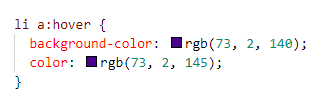 li a:hover {
background-color: rgb(73, 2, 140);
color: rgb(73, 2, 145);
}